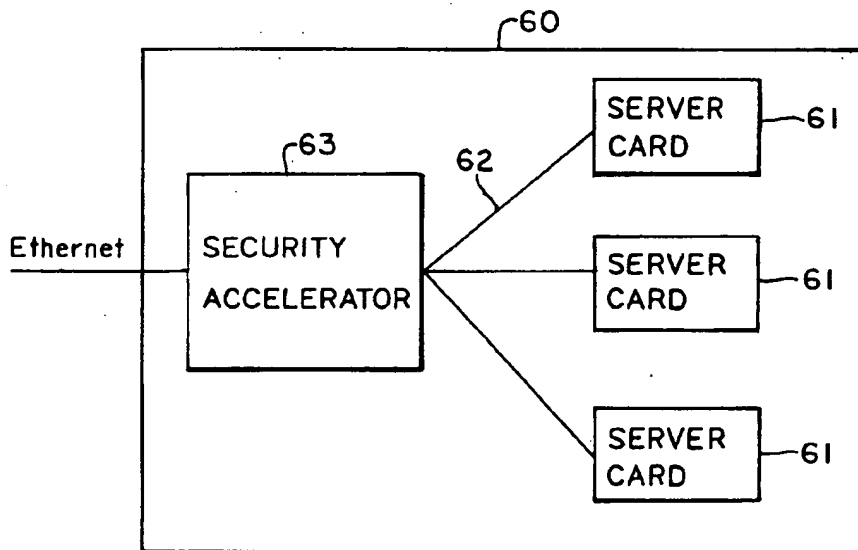 60
SERVER
CARD
61
63
62
Ethernet
SECURITY
ACCELERATOR
SERVER
CARD
61
SERVER
CARD
61